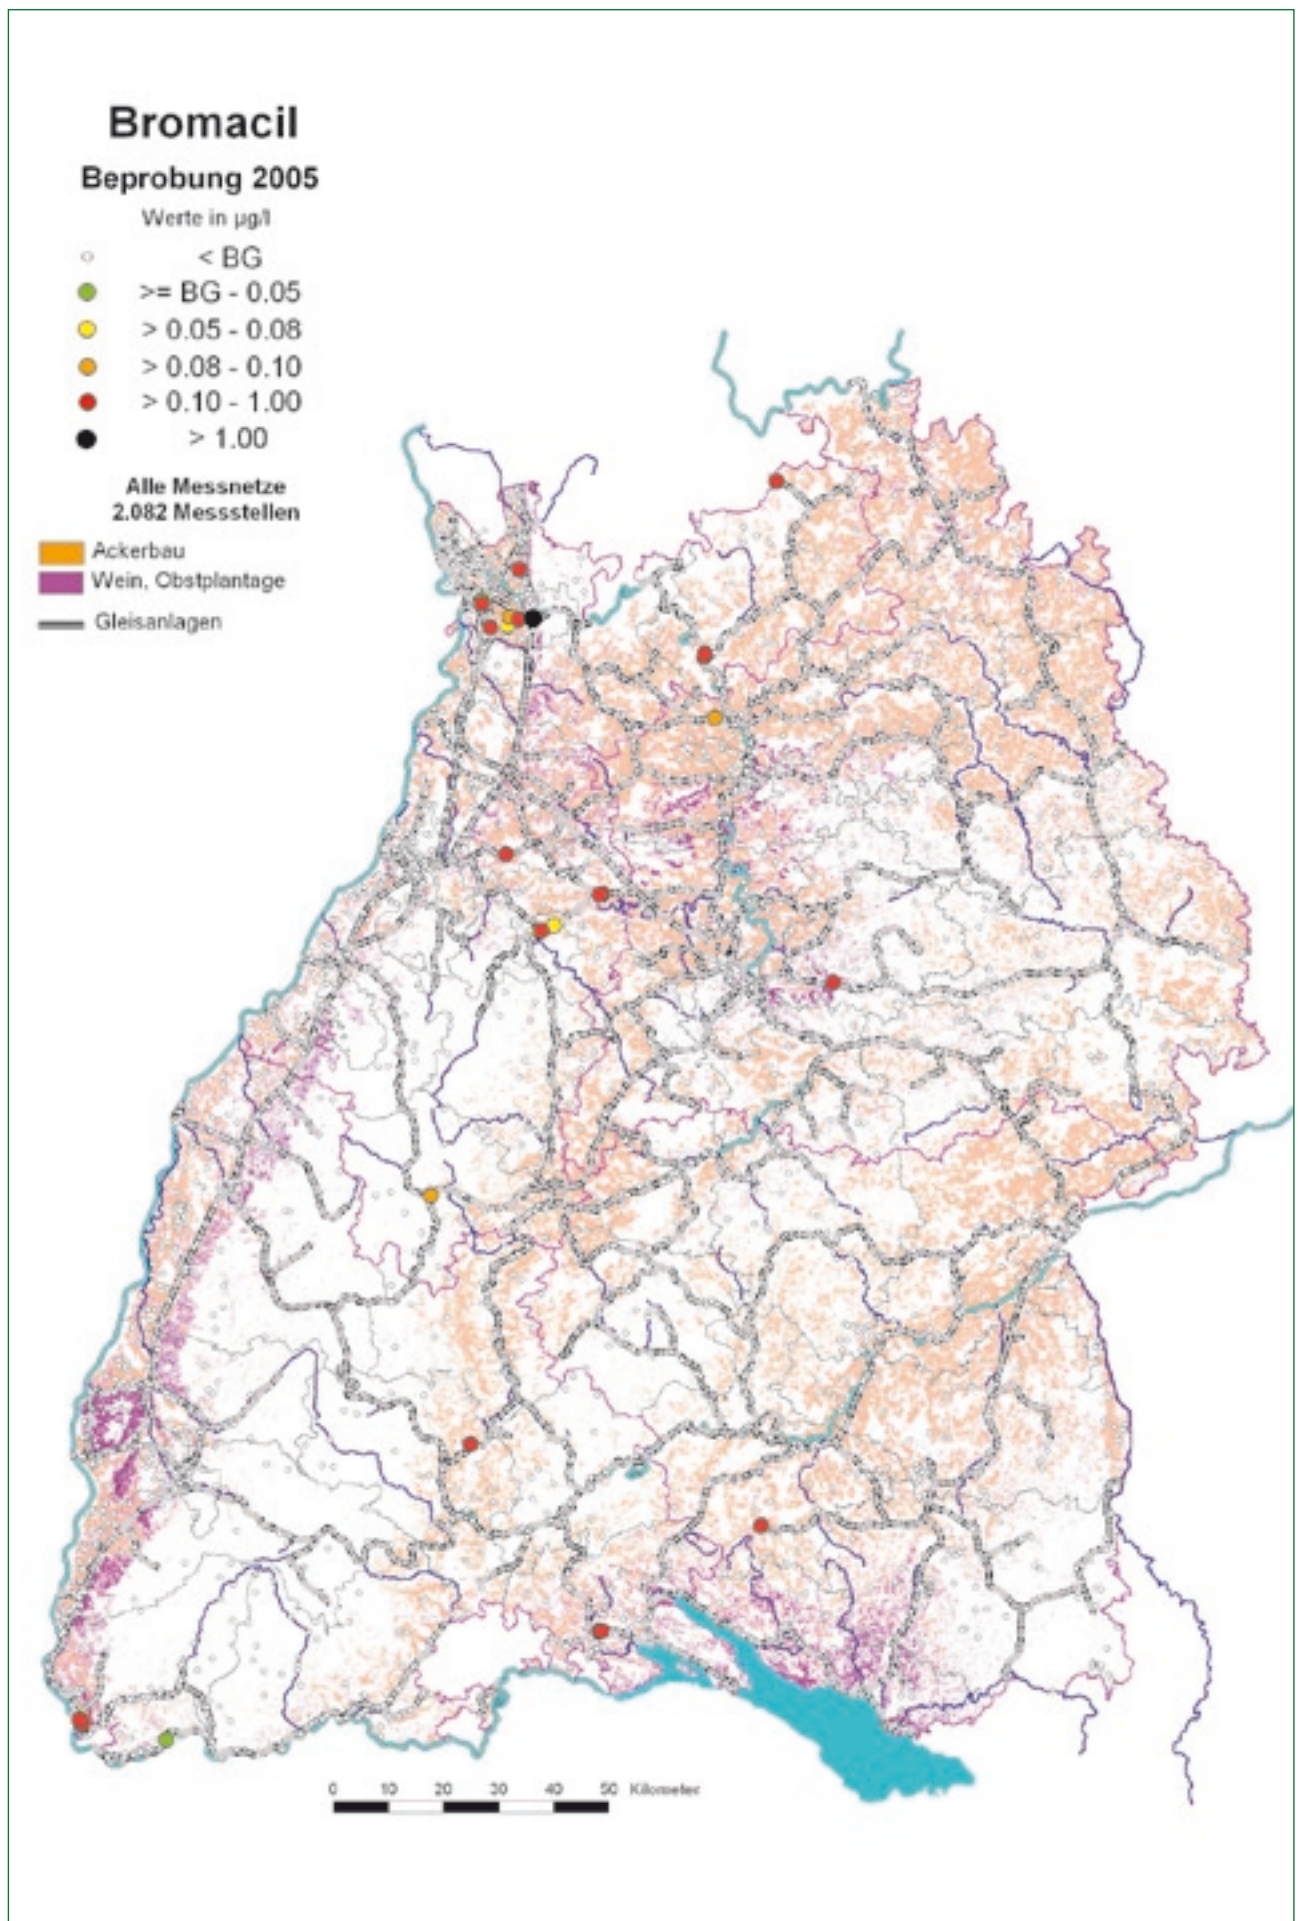 Bromacil
Beprobung 2005
Werte in µg/l
< BG
>= BG - 0.05
> 0.05 - 0.08
> 0.08 - 0.10
> 0.10 - 1.00
> 1.00
Alle Messnetze
2.082 Messstellen
Ackerbau
Wein, Obstplantage
Gleisanlagen
0 10 20 30 40 50 Kilometer